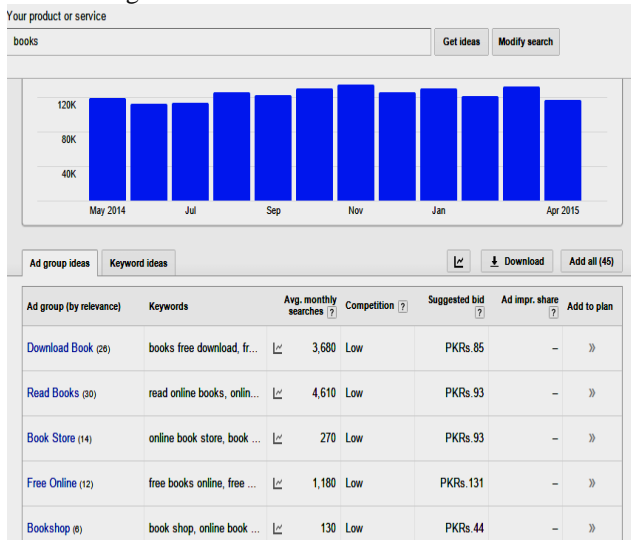 Your product or service
books Get ideas Modify search
120K
80K
40K
May 2014 Jul Sep Nov Jan Apr 2015
Ad group ideas Keyword ideas Download Add all (45)
Ad group (by relevance) Keywords Avg. monthly searches ? Competition ? Suggested bid ? Ad impr. share ? Add to plan
Download Book (26) books free download, fr... 3,680 Low PKRs.85 – »
Read Books (30) read online books, onlin... 4,610 Low PKRs.93 – »
Book Store (14) online book store, book ... 270 Low PKRs.93 – »
Free Online (12) free books online, free ... 1,180 Low PKRs.131 – »
Bookshop (6) book shop, online book ... 130 Low PKRs.44 – »